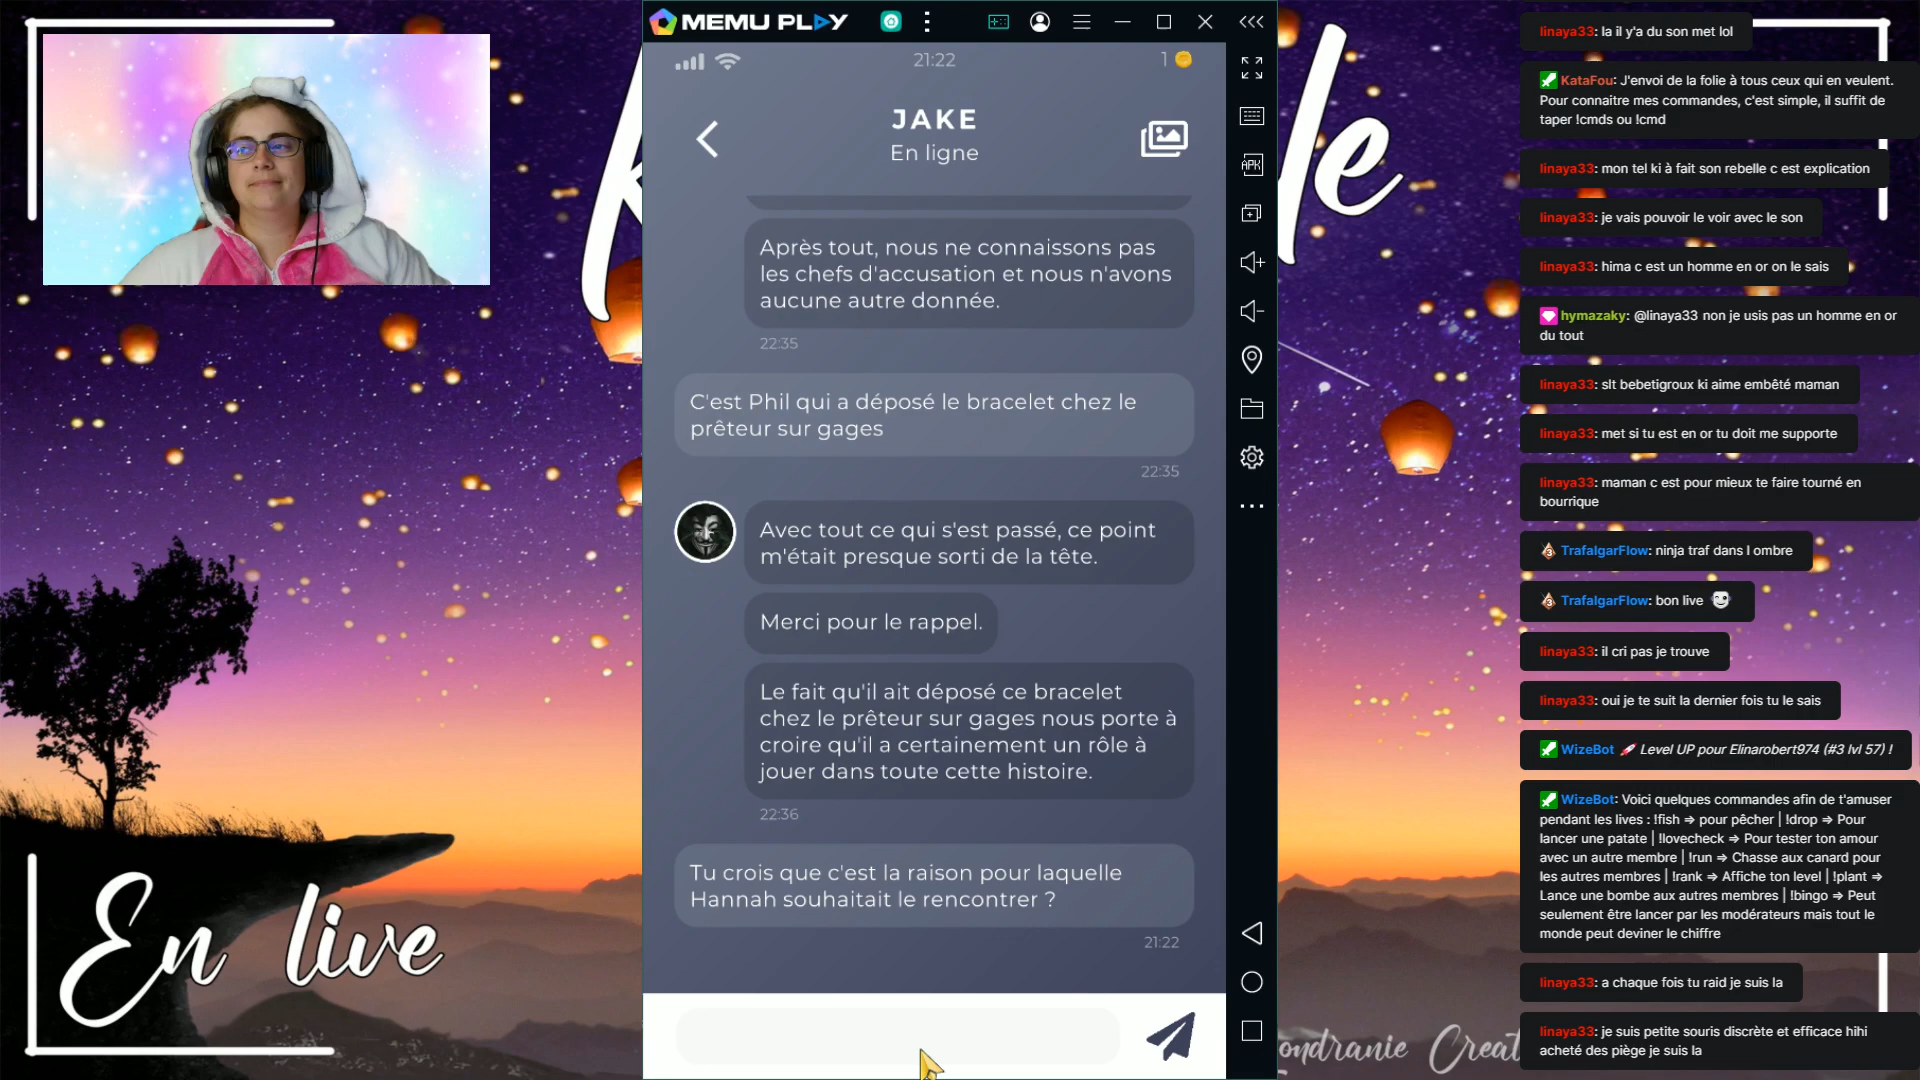 MEMU PLAY
21:22
1
JAKE
En ligne
Après tout, nous ne connaissons pas
les chefs d'accusation et nous n'avons
aucune autre donnée.
22:35
C'est Phil qui a déposé le bracelet chez le
prêteur sur gages
22:35
Avec tout ce qui s'est passé, ce point
m'était presque sorti de la tête.
Merci pour le rappel.
Le fait qu'il ait déposé ce bracelet
chez le prêteur sur gages nous porte à
croire qu'il a certainement un rôle à
jouer dans toute cette histoire.
22:36
Tu crois que c'est la raison pour laquelle
Hannah souhaitait le rencontrer ?
21:22
APK
En live
linaya33: la il y'a du son met lol
KataFou: J'envoi de la folie à tous ceux qui en veulent.
Pour connaitre mes commandes, c'est simple, il suffit de
taper !cmds ou !cmd
linaya33: mon tel ki à fait son rebelle c est explication
linaya33: je vais pouvoir le voir avec le son
linaya33: hima c est un homme en or on le sais
hymazaky: @linaya33 non je usis pas un homme en or
du tout
linaya33: slt bebetigroux ki aime embêté maman
linaya33: met si tu est en or tu doit me supporte
linaya33: maman c est pour mieux te faire tourné en
bourrique
TrafalgarFlow: ninja traf dans l ombre
TrafalgarFlow: bon live
linaya33: il cri pas je trouve
linaya33: oui je te suit la dernier fois tu le sais
WizeBot Level UP pour Elinarobert974 (#3 lvl 57) !
WizeBot: Voici quelques commandes afin de t'amuser
pendant les lives : !fish => pour pêcher | !drop => Pour
lancer une patate | !lovecheck => Pour tester ton amour
avec un autre membre | !run => Chasse aux canard pour
les autres membres | !rank => Affiche ton level | !plant =>
Lance une bombe aux autres membres | !bingo => Peut
seulement être lancer par les modérateurs mais tout le
monde peut deviner le chiffre
linaya33: a chaque fois tu raid je suis la
linaya33: je suis petite souris discrète et efficace hihi
acheté des piège je suis la